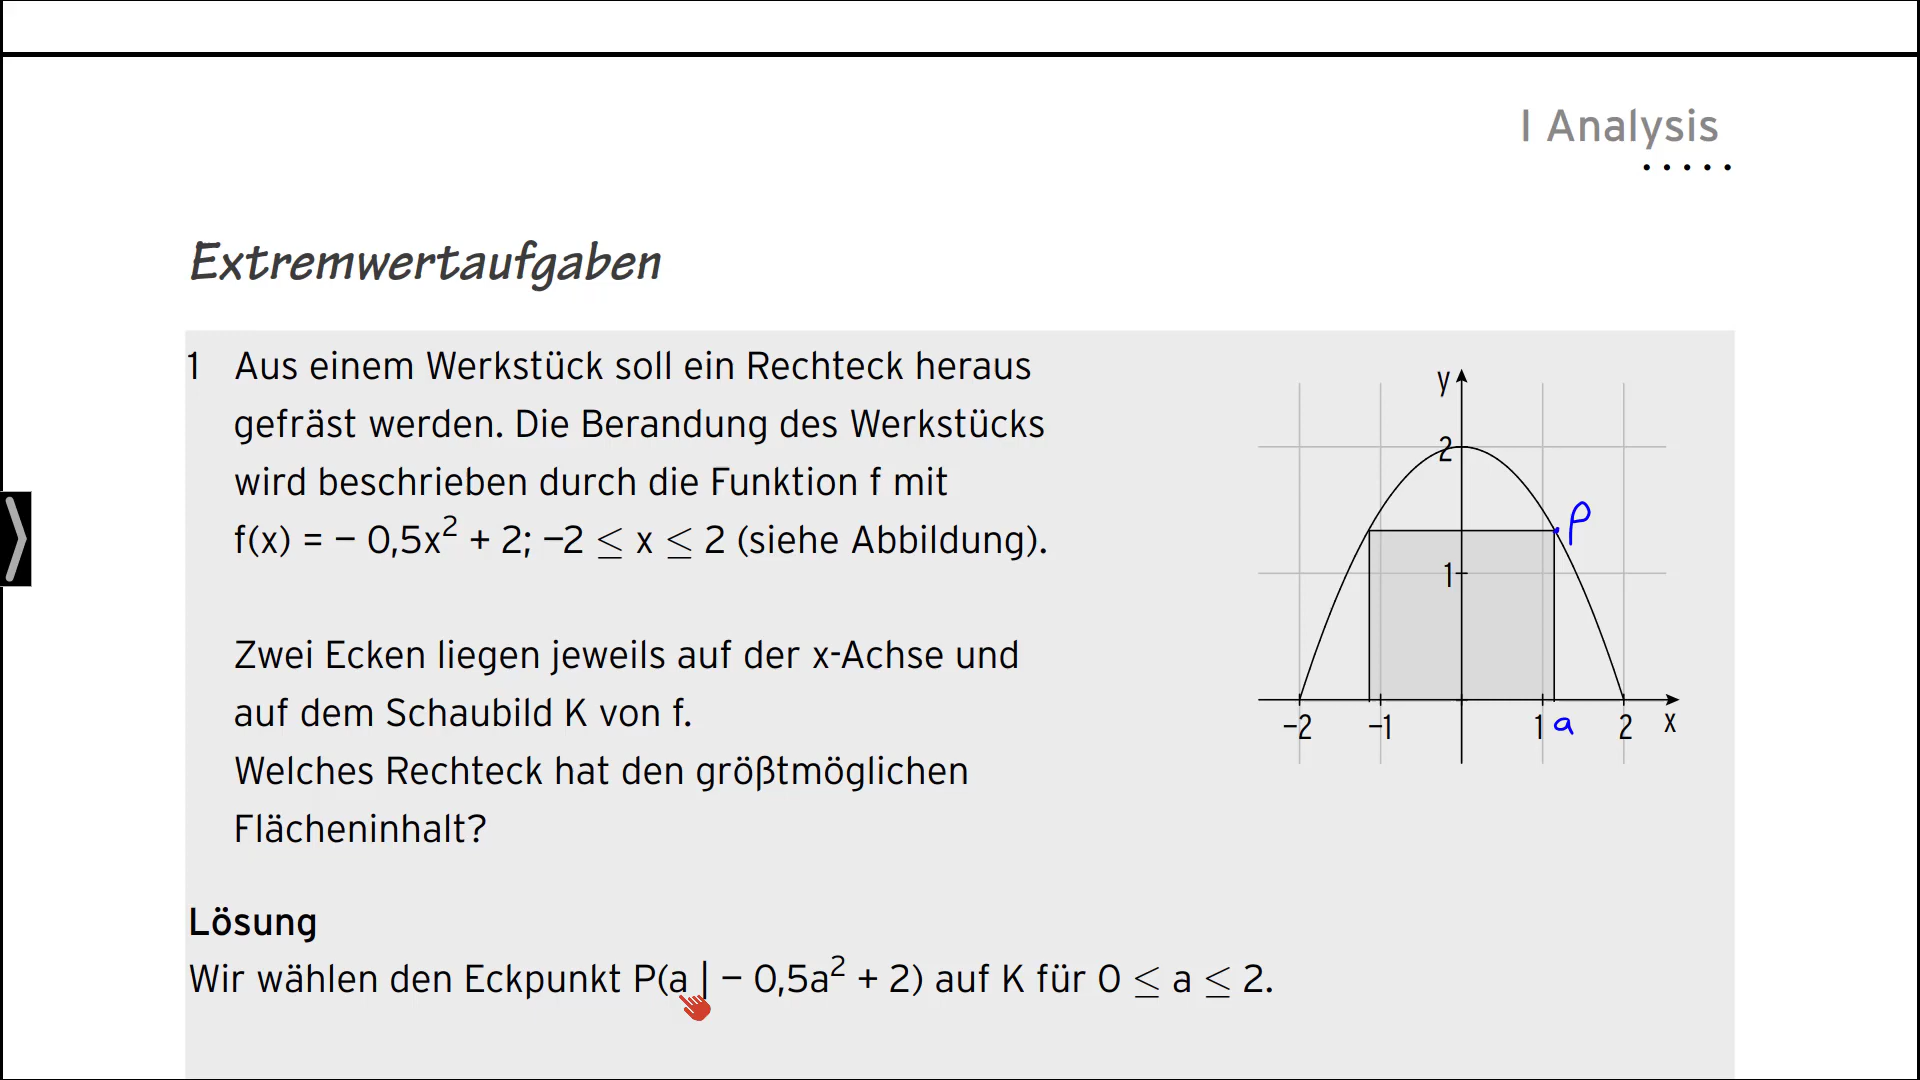 I Analysis
Extremwertaufgaben
1 Aus einem Werkstück soll ein Rechteck heraus
gefräst werden. Die Berandung des Werkstücks
wird beschrieben durch die Funktion f mit
f(x) = − 0,5x² + 2; −2 ≤ x ≤ 2 (siehe Abbildung).
Zwei Ecken liegen jeweils auf der x-Achse und
auf dem Schaubild K von f.
Welches Rechteck hat den größtmöglichen
Flächeninhalt?
y
2
P
1
−2 −1 1 a 2 x
Lösung
Wir wählen den Eckpunkt P(a | − 0,5a² + 2) auf K für 0 ≤ a ≤ 2.